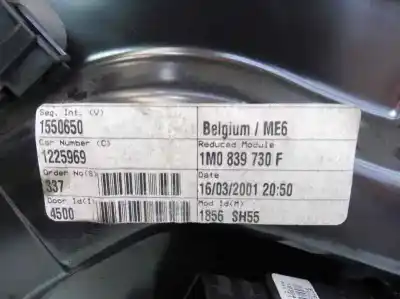 Seq. Int. (V)
1550650
Belgium / ME6
Car Number (C)
Reduced Module
1225969
1M0 839 730 F
Order No(S)
Date
337
16/03/2001 20:50
Door Id(I)
Mod Id(M)
4500
1856 SH55